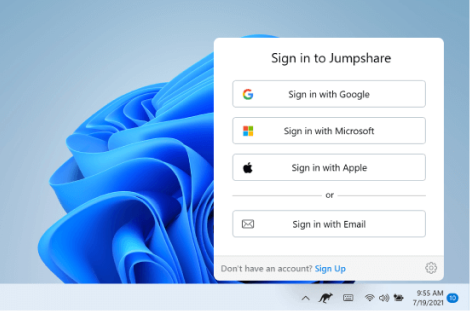 Sign in to Jumpshare
Sign in with Google
Sign in with Microsoft
Sign in with Apple
or
Sign in with Email
Don't have an account? Sign Up
9:55 AM
7/19/2021
10